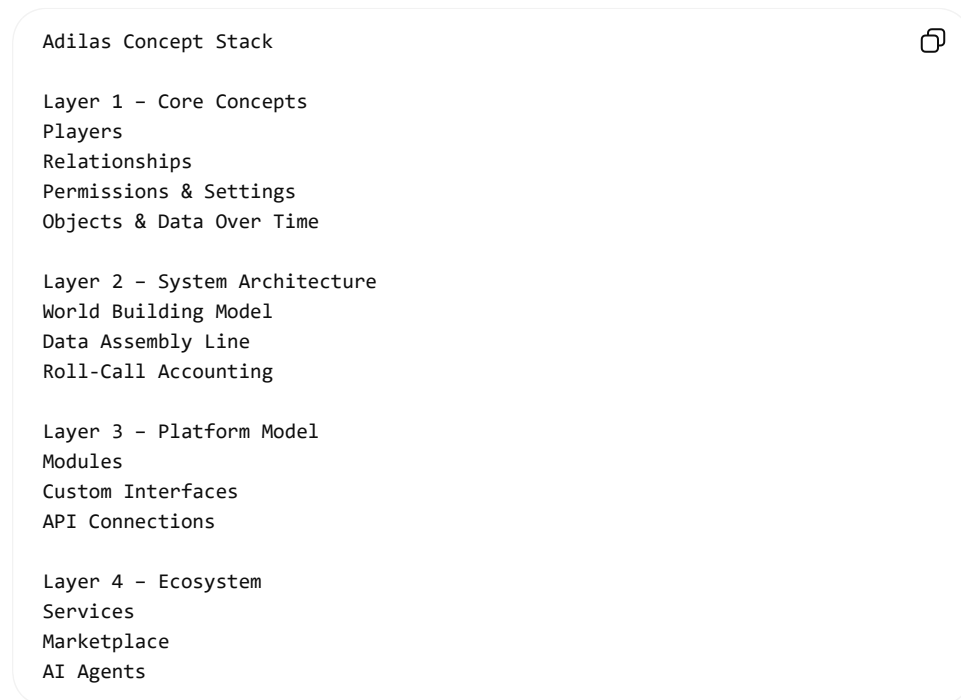 Adilas Concept Stack
Layer 1 – Core Concepts
Players
Relationships
Permissions & Settings
Objects & Data Over Time
Layer 2 – System Architecture
World Building Model
Data Assembly Line
Roll-Call Accounting
Layer 3 – Platform Model
Modules
Custom Interfaces
API Connections
Layer 4 – Ecosystem
Services
Marketplace
AI Agents